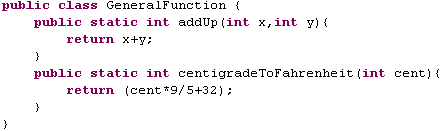 public class GeneralFunction {
    public static int addUp(int x,int y){
        return x+y;
    }
    public static int centigradeToFahrenheit(int cent){
        return (cent*9/5+32);
    }
}